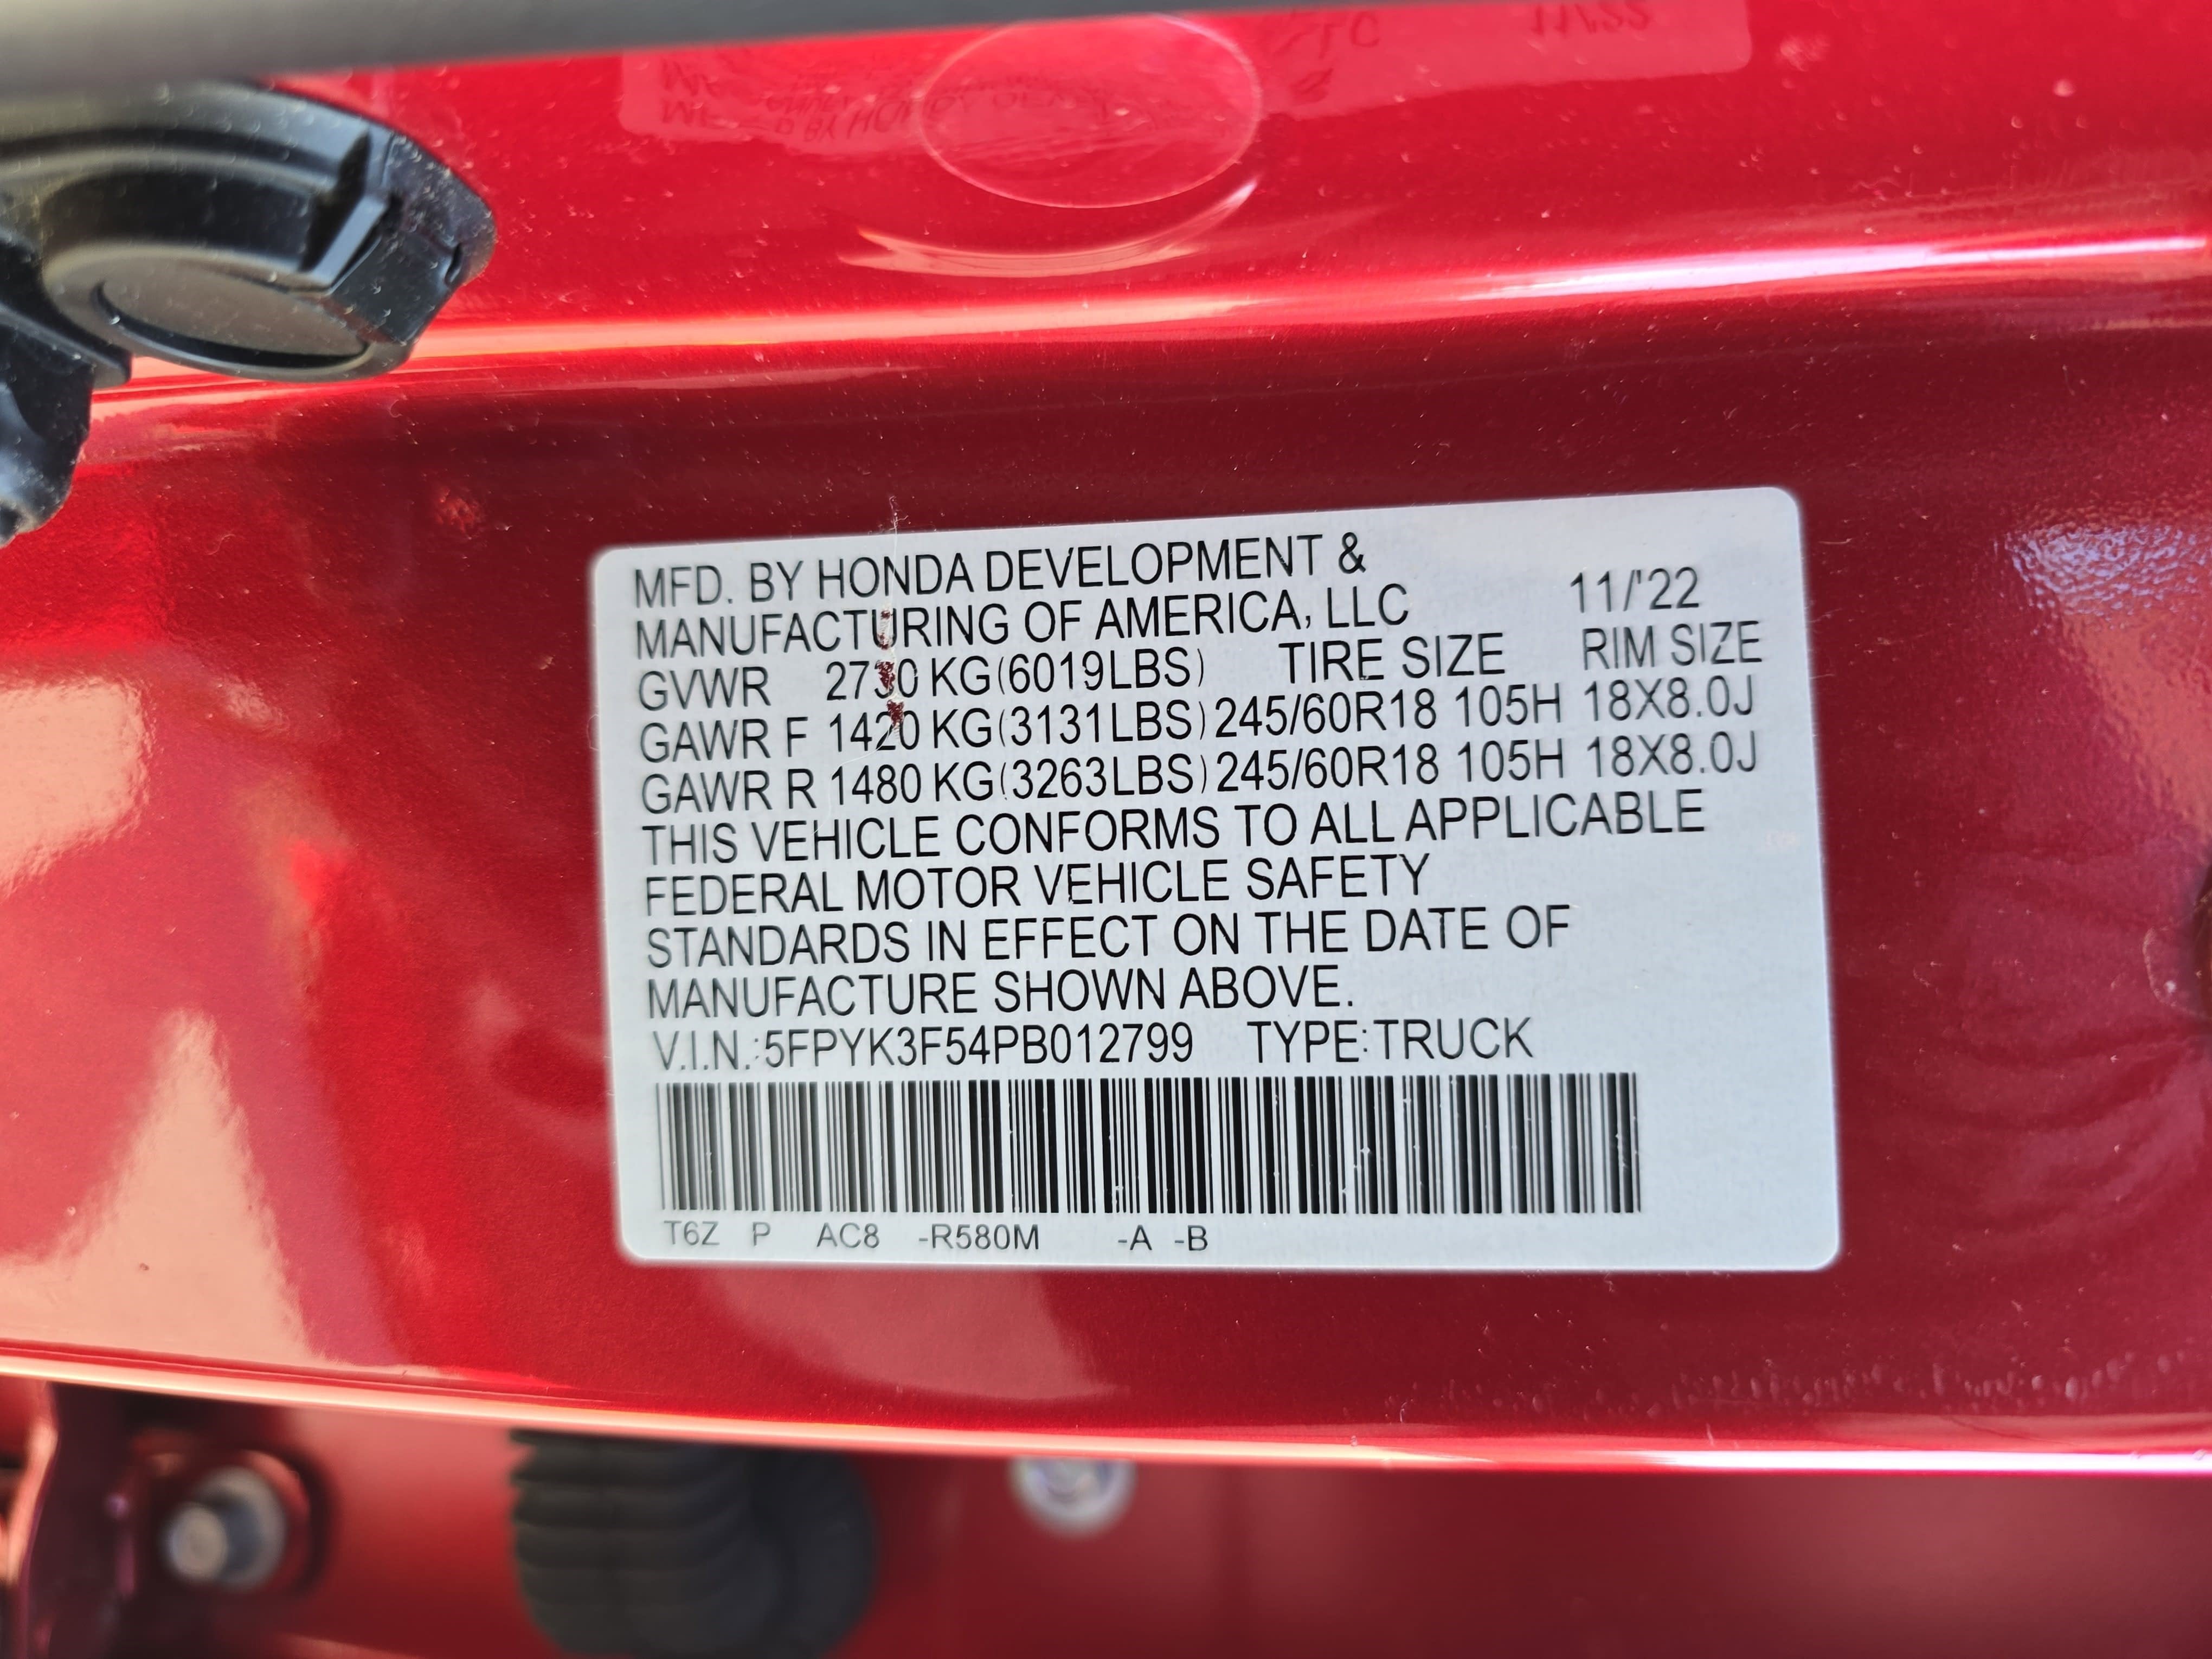 MFD. BY HONDA DEVELOPMENT &
MANUFACTURING OF AMERICA, LLC 11/'22
GVWR 2730 KG(6019LBS) TIRE SIZE RIM SIZE
GAWR F 1420 KG(3131LBS) 245/60R18 105H 18X8.0J
GAWR R 1480 KG(3263LBS) 245/60R18 105H 18X8.0J
THIS VEHICLE CONFORMS TO ALL APPLICABLE
FEDERAL MOTOR VEHICLE SAFETY
STANDARDS IN EFFECT ON THE DATE OF
MANUFACTURE SHOWN ABOVE.
V.I.N.:5FPYK3F54PB012799 TYPE:TRUCK
T6Z P AC8 -R580M -A -B